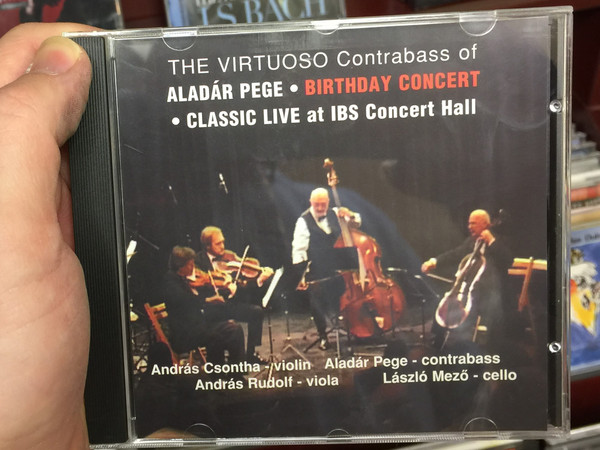 I.S BACH
THE VIRTUOSO Contrabass of
ALADÁR PEGE • BIRTHDAY CONCERT
• CLASSIC LIVE at IBS Concert Hall
András Csontha - violin Aladár Pege - contrabass
András Rudolf - viola László Mező - cello